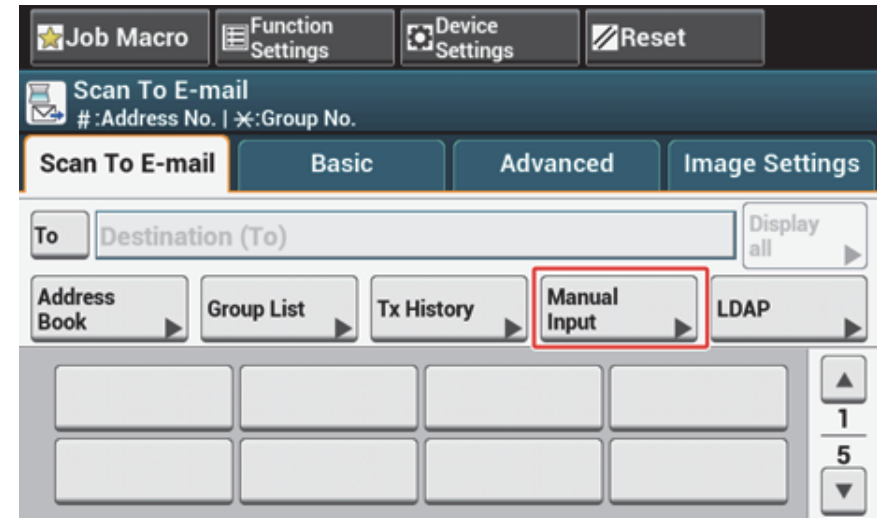 Job Macro
Function
Settings
Device
Settings
Reset
Scan To E-mail
#:Address No. | ⚹:Group No.
Scan To E-mail
Basic
Advanced
Image Settings
To
Destination (To)
Display
all
Address
Book
Group List
Tx History
Manual
Input
LDAP
1
5